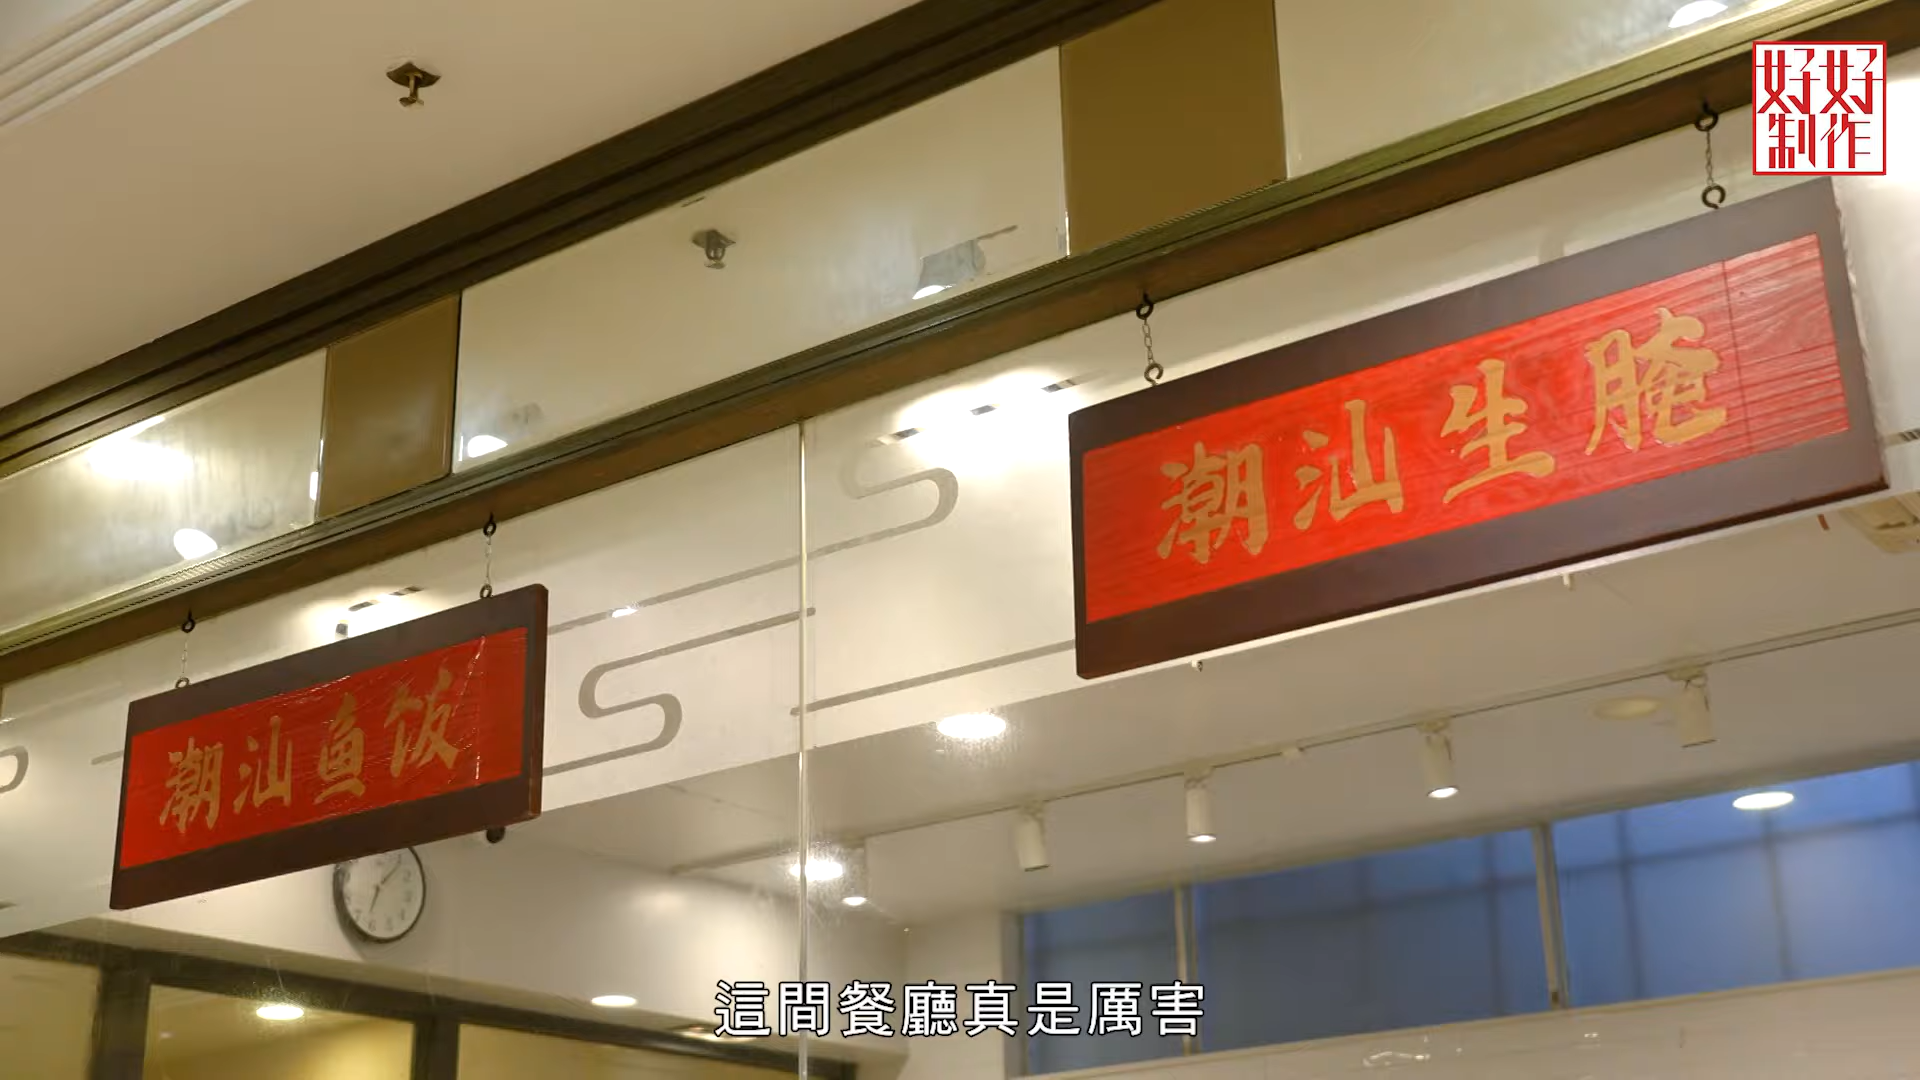 好好
制作
潮汕生腌
潮汕鱼饭
這間餐廳真是厲害